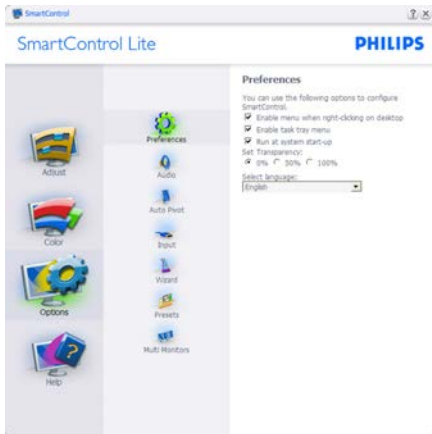 SmartControl
SmartControl Lite
PHILIPS
Adjust
Color
Options
Help
Preferences
Audio
Auto Pivot
Input
Wizard
Presets
Multi Monitors
Preferences
You can use the following options to configure
SmartControl.
Enable menu when right-clicking on desktop
Enable task tray menu
Run at system start-up
Set Transparency:
0% 50% 100%
Select language:
English